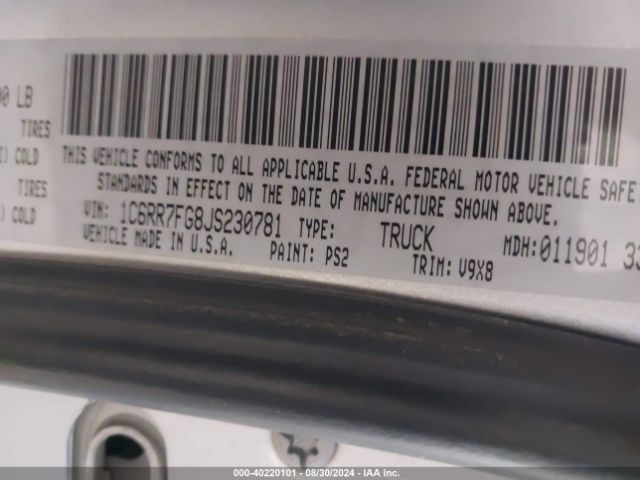 00 LB
TIRES
) COLD
TIRES
) COLD
THIS VEHICLE CONFORMS TO ALL APPLICABLE U.S.A. FEDERAL MOTOR VEHICLE SAFE
STANDARDS IN EFFECT ON THE DATE OF MANUFACTURE SHOWN ABOVE.
VIN: 1C6RR7FG8JS230781 TYPE: TRUCK MDH:011901 33
VEHICLE MADE IN U.S.A. PAINT: PS2 TRIM: V9X8
000-40220101 - 08/30/2024 - IAA Inc.